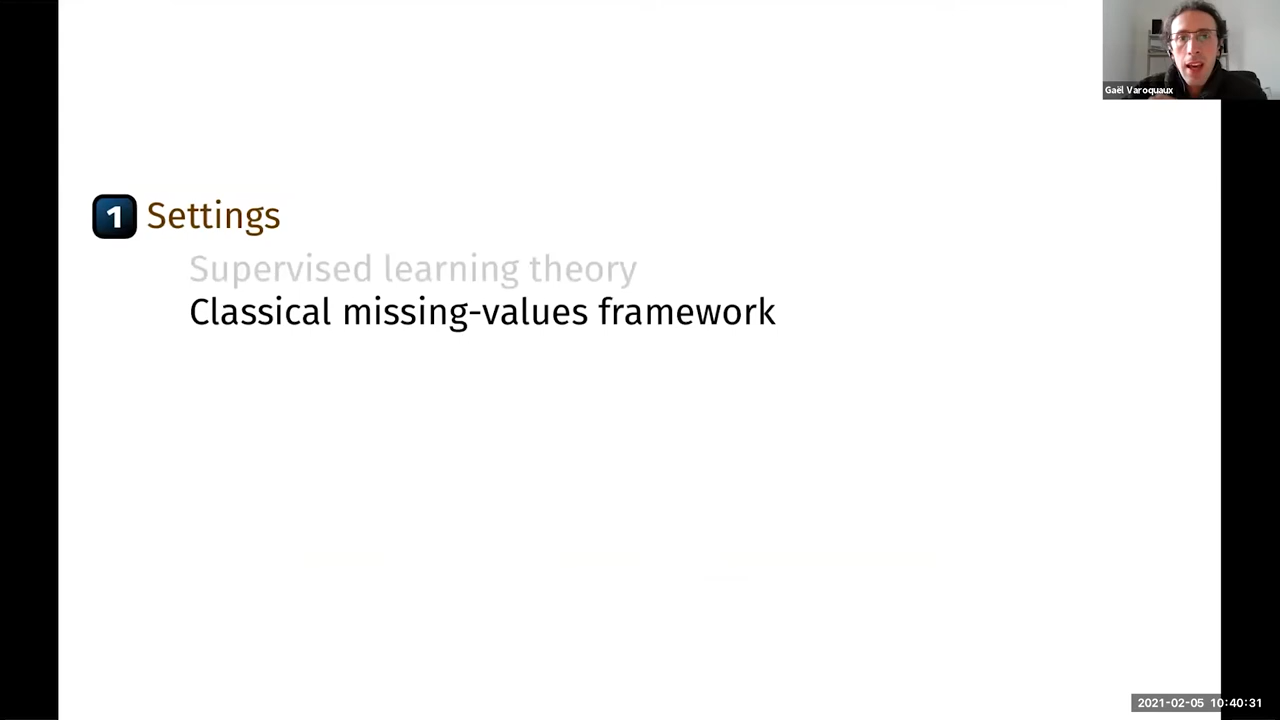 Gaël Varoquaux
1 Settings
Supervised learning theory
Classical missing-values framework
2021-02-05 10:40:31